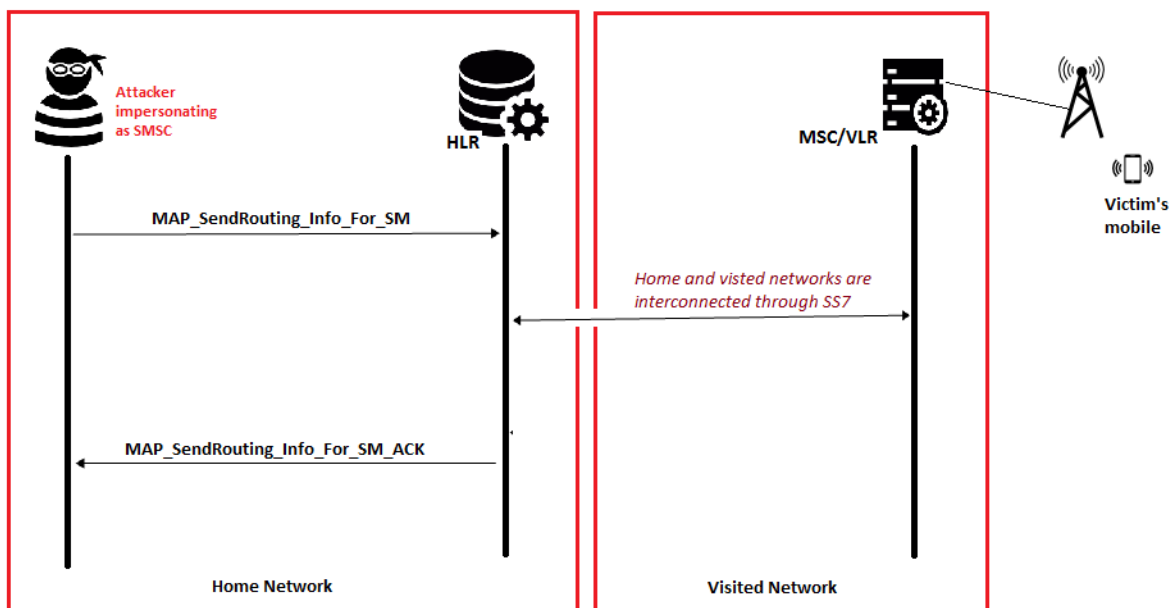 Attacker
impersonating
as SMSC
HLR
MSC/VLR
Victim's
mobile
MAP_SendRouting_Info_For_SM
Home and visted networks are
interconnected through SS7
MAP_SendRouting_Info_For_SM_ACK
Home Network
Visited Network